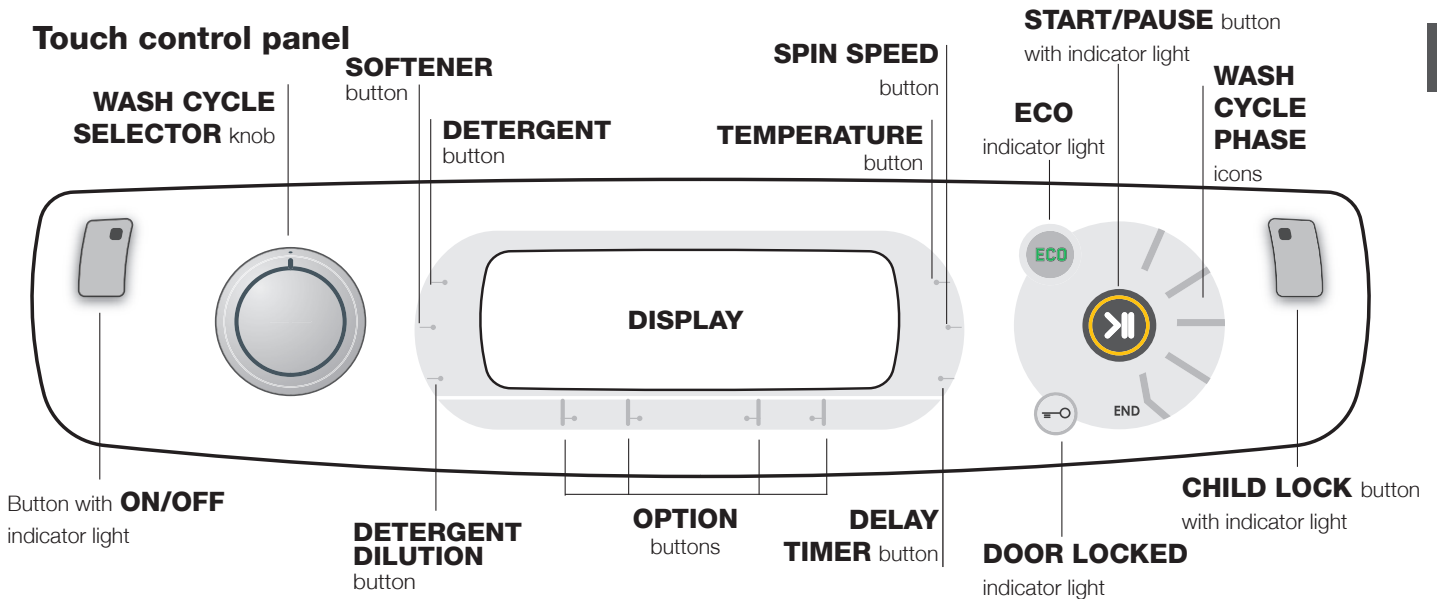 Touch control panel
WASH CYCLE
SELECTOR knob
SOFTENER
button
DETERGENT
button
SPIN SPEED
button
TEMPERATURE
button
START/PAUSE button
with indicator light
ECO
indicator light
WASH
CYCLE
PHASE
icons
ECO
DISPLAY
END
Button with ON/OFF
indicator light
DETERGENT
DILUTION
button
OPTION
buttons
DELAY
TIMER button
DOOR LOCKED
indicator light
CHILD LOCK button
with indicator light